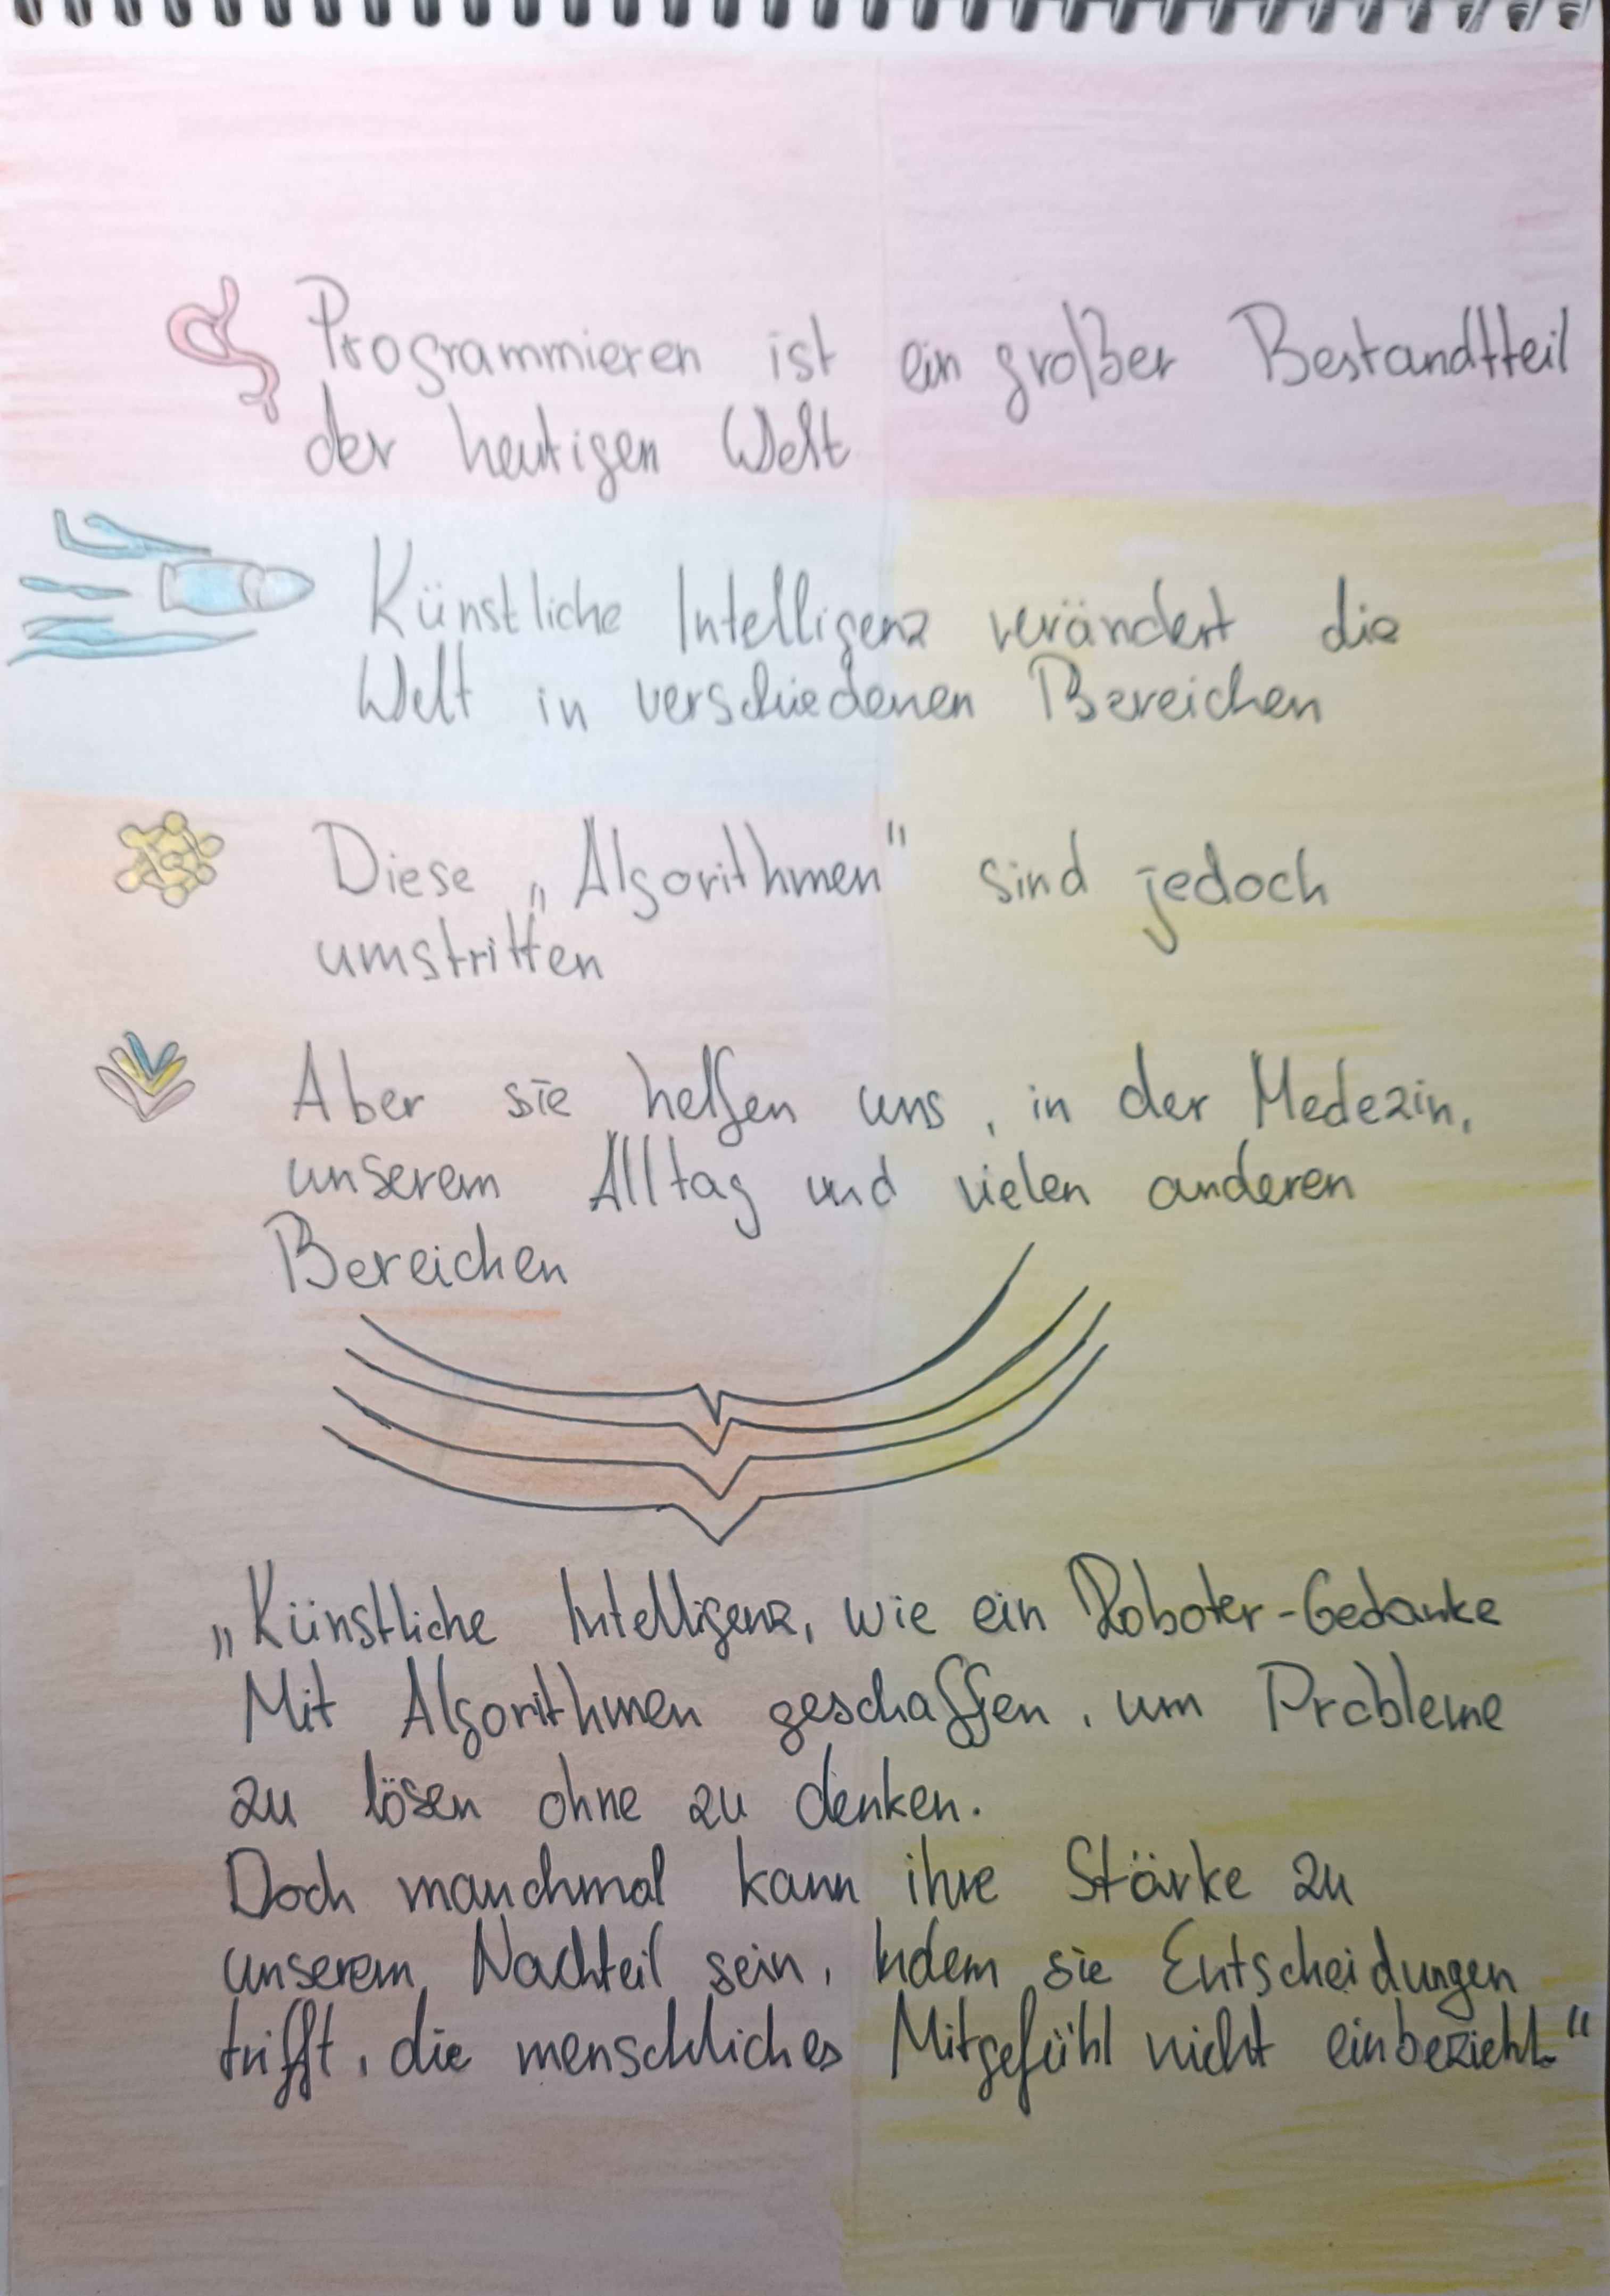 Programmieren ist ein großer Bestandtteil
der heutigen Welt
Künstliche Intelligenz verändert die
Welt in verschiedenen Bereichen
Diese „Algorithmen“ sind jedoch
umstritten
Aber sie helfen uns, in der Medezin,
unserem Alltag und vielen anderen
Bereichen
„Künstliche Intelligenz, wie ein Roboter-Gedanke
Mit Algorithmen geschaffen, um Probleme
zu lösen ohne zu denken.
Doch manchmal kann ihre Stärke zu
unserem Nachteil sein, Indem sie Entscheidungen
trifft, die menschliches Mitgefühl nicht einbezieht.“